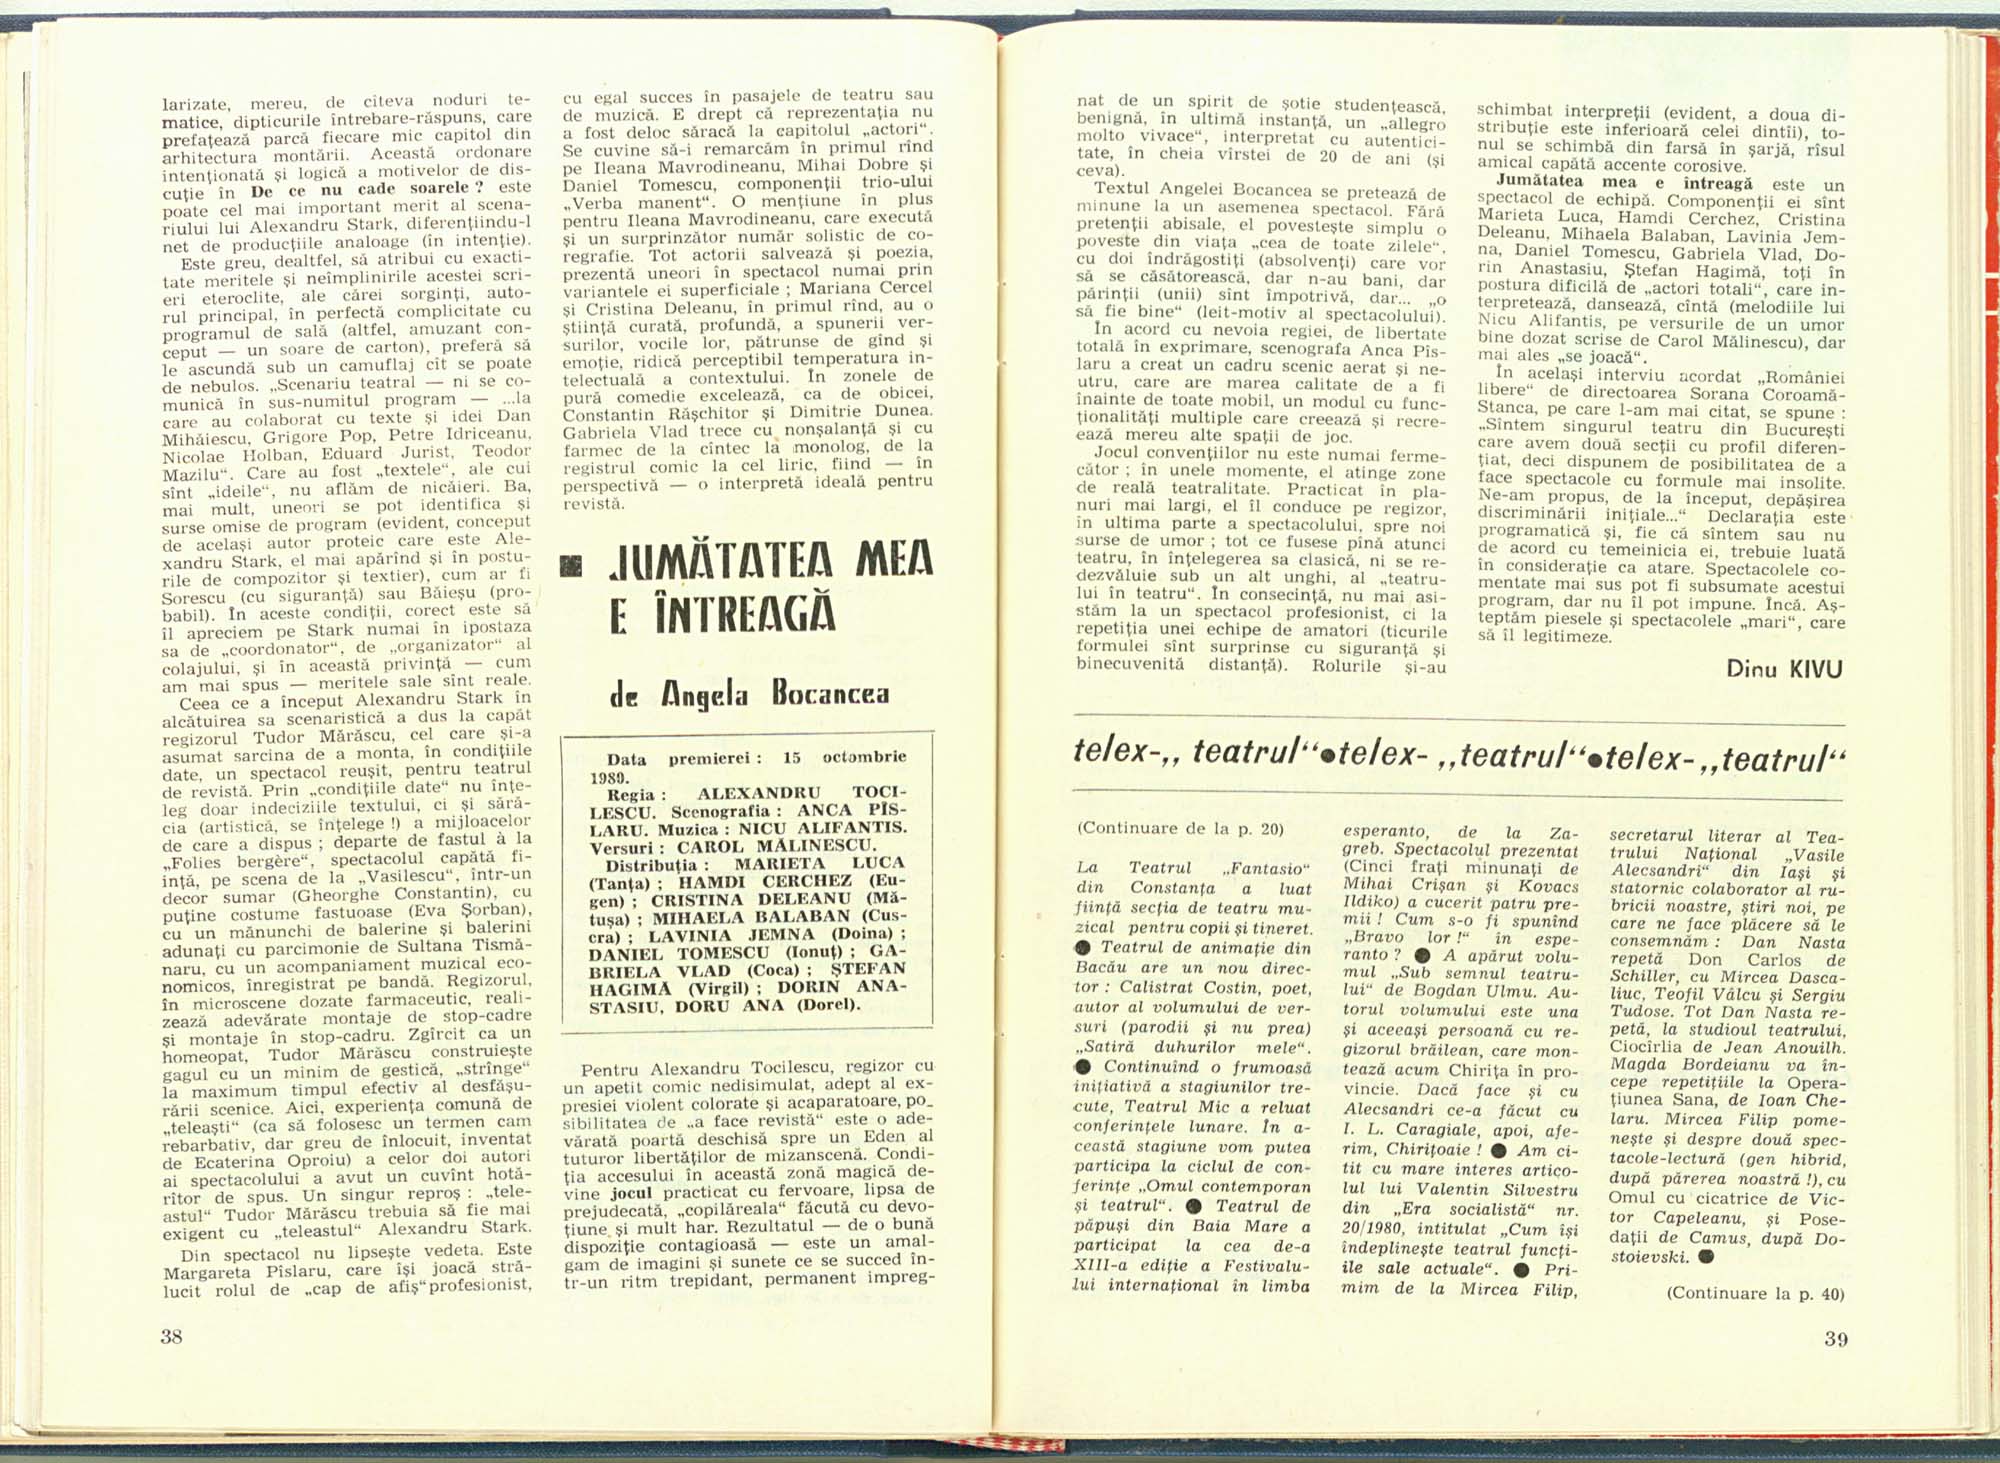 larizate, mereu, de cîteva noduri te-
matice, dipticurile întrebare-răspuns, care
prefațează parcă fiecare mic capitol din
arhitectura montării. Această ordonare
intenționată și logică a motivelor de dis-
cuție în De ce nu cade soarele ? este
poate cel mai important merit al scena-
riului lui Alexandru Stark, diferențiindu-l
net de producțiile analoage (în intenție).
Este greu, dealtfel, să atribui cu exacti-
tate meritele și neîmplinirile acestei scri-
eri eteroclite, ale cărei sorginți, auto-
rul principal, în perfectă complicitate cu
programul de sală (altfel, amuzant con-
ceput — un soare de carton), preferă să
le ascundă sub un camuflaj cît se poate
de nebulos. „Scenariu teatral — ni se co-
munică în sus-numitul program — ...la
care au colaborat cu texte și idei Dan
Mihăiescu, Grigore Pop, Petre Idriceanu,
Nicolae Holban, Eduard Jurist, Teodor
Mazilu“. Care au fost „textele“, ale cui
sînt „ideile“, nu aflăm de nicăieri. Ba,
mai mult, uneori se pot identifica și
surse omise de program (evident, conceput
de același autor proteic care este Ale-
xandru Stark, el mai apărînd și în postu-
rile de compozitor și textier), cum ar fi
Sorescu (cu siguranță) sau Băieșu (pro-
babil). În aceste condiții, corect este să
îl apreciem pe Stark numai în ipostaza
sa de „coordonator“, de „organizator“ al
colajului, și în această privință — cum
am mai spus — meritele sale sînt reale.
Ceea ce a început Alexandru Stark în
alcătuirea sa scenaristică a dus la capăt
regizorul Tudor Mărăscu, cel care și-a
asumat sarcina de a monta, în condițiile
date, un spectacol reușit, pentru teatrul
de revistă. Prin „condițiile date“ nu înțe-
leg doar indeciziile textului, ci și sără-
cia (artistică, se înțelege !) a mijloacelor
de care a dispus ; departe de fastul à la
„Folies bergère“, spectacolul capătă fi-
ință, pe scena de la „Vasilescu“, într-un
decor sumar (Gheorghe Constantin), cu
puține costume fastuoase (Eva Șorban),
cu un mănunchi de balerine și balerini
adunați cu parcimonie de Sultana Tismă-
naru, cu un acompaniament muzical eco-
nomicos, înregistrat pe bandă. Regizorul,
în microscene dozate farmaceutic, reali-
zează adevărate montaje de stop-cadre
și montaje în stop-cadru. Zgîrcit ca un
homeopat, Tudor Mărăscu construiește
gagul cu un minim de gestică, „strînge“
la maximum timpul efectiv al desfășu-
rării scenice. Aici, experiența comună de
„teleaști“ (ca să folosesc un termen cam
rebarbativ, dar greu de înlocuit, inventat
de Ecaterina Oproiu) a celor doi autori
ai spectacolului a avut un cuvînt hotă-
rîtor de spus. Un singur reproș : „tele-
astul“ Tudor Mărăscu trebuia să fie mai
exigent cu „teleastul“ Alexandru Stark.
Din spectacol nu lipsește vedeta. Este
Margareta Pîslaru, care își joacă stră-
lucit rolul de „cap de afiș“ profesionist,
38
cu egal succes în pasajele de teatru sau
de muzică. E drept că reprezentația nu
a fost deloc săracă la capitolul „actori“.
Se cuvine să-i remarcăm în primul rînd
pe Ileana Mavrodineanu, Mihai Dobre și
Daniel Tomescu, componenții trio-ului
„Verba manent“. O mențiune în plus
pentru Ileana Mavrodineanu, care execută
și un surprinzător număr solistic de co-
regrafie. Tot actorii salvează și poezia,
prezentă uneori în spectacol numai prin
variantele ei superficiale ; Mariana Cercel
și Cristina Deleanu, în primul rînd, au o
știință curată, profundă, a spunerii ver-
surilor, vocile lor, pătrunse de gînd și
emoție, ridică perceptibil temperatura in-
telectuală a contextului. În zonele de
pură comedie excelează, ca de obicei,
Constantin Rășchitor și Dimitrie Dunea.
Gabriela Vlad trece cu nonșalanță și cu
farmec de la cîntec la monolog, de la
registrul comic la cel liric, fiind — în
perspectivă — o interpretă ideală pentru
revistă.
■ JUMĂTATEA MEA
E ÎNTREAGĂ
de Angela Bocancea
Data premierei : 15 octombrie
1980.
Regia : ALEXANDRU TOCI-
LESCU. Scenografia : ANCA PÎS-
LARU. Muzica : NICU ALIFANTIS.
Versuri : CAROL MĂLINESCU.
Distribuția : MARIETA LUCA
(Tanța) ; HAMDI CERCHEZ (Eu-
gen) ; CRISTINA DELEANU (Mă-
tușa) ; MIHAELA BALABAN (Cus-
cra) ; LAVINIA JEMNA (Doina) ;
DANIEL TOMESCU (Ionuț) ; GA-
BRIELA VLAD (Coca) ; ȘTEFAN
HAGIMĂ (Virgil) ; DORIN ANA-
STASIU, DORU ANA (Dorel).
Pentru Alexandru Tocilescu, regizor cu
un apetit comic nedisimulat, adept al ex-
presiei violent colorate și acaparatoare, po-
sibilitatea de „a face revistă“ este o ade-
vărată poartă deschisă spre un Eden al
tuturor libertăților de mizanscenă. Condi-
ția accesului în această zonă magică de-
vine jocul practicat cu fervoare, lipsa de
prejudecată, „copilăreala“ făcută cu devo-
țiune și mult har. Rezultatul — de o bună
dispoziție contagioasă — este un amal-
gam de imagini și sunete ce se succed în-
tr-un ritm trepidant, permanent impreg-
nat de un spirit de șotie studențească,
benignă, în ultimă instanță, un „allegro
molto vivace“, interpretat cu autentici-
tate, în cheia vîrstei de 20 de ani (și
ceva).
Textul Angelei Bocancea se pretează de
minune la un asemenea spectacol. Fără
pretenții abisale, el povestește simplu o
poveste din viața „cea de toate zilele“,
cu doi îndrăgostiți (absolvenți) care vor
să se căsătorească, dar n-au bani, dar
părinții (unii) sînt împotrivă, dar... „o
să fie bine“ (leit-motiv al spectacolului).
În acord cu nevoia regiei, de libertate
totală în exprimare, scenografa Anca Pîs-
laru a creat un cadru scenic aerat și ne-
utru, care are marea calitate de a fi
înainte de toate mobil, un modul cu func-
ționalități multiple care creează și recre-
ează mereu alte spații de joc.
Jocul convențiilor nu este numai ferme-
cător ; în unele momente, el atinge zone
de reală teatralitate. Practicat în pla-
nuri mai largi, el îl conduce pe regizor,
în ultima parte a spectacolului, spre noi
surse de umor ; tot ce fusese pînă atunci
teatru, în înțelegerea sa clasică, ni se re-
dezvăluie sub un alt unghi, al „teatru-
lui în teatru“. În consecință, nu mai asi-
stăm la un spectacol profesionist, ci la
repetiția unei echipe de amatori (ticurile
formulei sînt surprinse cu siguranță și
binecuvenită distanță). Rolurile și-au
schimbat interpreții (evident, a doua di-
stribuție este inferioară celei dintîi), to-
nul se schimbă din farsă în șarjă, rîsul
amical capătă accente corosive.
Jumătatea mea e întreagă este un
spectacol de echipă. Componenții ei sînt
Marieta Luca, Hamdi Cerchez, Cristina
Deleanu, Mihaela Balaban, Lavinia Jem-
na, Daniel Tomescu, Gabriela Vlad, Do-
rin Anastasiu, Ștefan Hagimă, toți în
postura dificilă de „actori totali“, care in-
terpretează, dansează, cîntă (melodiile lui
Nicu Alifantis, pe versurile de un umor
bine dozat scrise de Carol Mălinescu), dar
mai ales „se joacă“.
În același interviu acordat „României
libere“ de directoarea Sorana Coroamă-
Stanca, pe care l-am mai citat, se spune :
„Sîntem singurul teatru din București
care avem două secții cu profil diferen-
țiat, deci dispunem de posibilitatea de a
face spectacole cu formule mai insolite.
Ne-am propus, de la început, depășirea
discriminării inițiale...“ Declarația este
programatică și, fie că sîntem sau nu
de acord cu temeinicia ei, trebuie luată
în considerație ca atare. Spectacolele co-
mentate mai sus pot fi subsumate acestui
program, dar nu îl pot impune. Încă. Aș-
teptăm piesele și spectacolele „mari“, care
să îl legitimeze.
Dinu KIVU
telex-„ teatrul“●telex- „teatrul“●telex-„teatrul“
(Continuare de la p. 20)
La Teatrul „Fantasio“
din Constanța a luat
ființă secția de teatru mu-
zical pentru copii și tineret.
● Teatrul de animație din
Bacău are un nou direc-
tor : Calistrat Costin, poet,
autor al volumului de ver-
suri (parodii și nu prea)
„Satiră duhurilor mele“.
● Continuînd o frumoasă
inițiativă a stagiunilor tre-
cute, Teatrul Mic a reluat
conferințele lunare. În a-
ceastă stagiune vom putea
participa la ciclul de con-
ferințe „Omul contemporan
și teatrul“. ● Teatrul de
păpuși din Baia Mare a
participat la cea de-a
XIII-a ediție a Festivalu-
lui internațional în limba
esperanto, de la Za-
greb. Spectacolul prezentat
(Cinci frați minunați de
Mihai Crișan și Kovacs
Ildiko) a cucerit patru pre-
mii ! Cum s-o fi spunînd
„Bravo lor !“ în espe-
ranto ? ● A apărut volu-
mul „Sub semnul teatru-
lui“ de Bogdan Ulmu. Au-
torul volumului este una
și aceeași persoană cu re-
gizorul brăilean, care mon-
tează acum Chirița în pro-
vincie. Dacă face și cu
Alecsandri ce-a făcut cu
I. L. Caragiale, apoi, afe-
rim, Chirițoaie ! ● Am ci-
tit cu mare interes artico-
lul lui Valentin Silvestru
din „Era socialistă“ nr.
20/1980, intitulat „Cum își
îndeplinește teatrul funcți-
ile sale actuale“. ● Pri-
mim de la Mircea Filip,
secretarul literar al Tea-
trului Național „Vasile
Alecsandri“ din Iași și
statornic colaborator al ru-
bricii noastre, știri noi, pe
care ne face plăcere să le
consemnăm : Dan Nasta
repetă Don Carlos de
Schiller, cu Mircea Dasca-
liuc, Teofil Vâlcu și Sergiu
Tudose. Tot Dan Nasta re-
petă, la studioul teatrului,
Ciocîrlia de Jean Anouilh.
Magda Bordeianu va în-
cepe repetițiile la Opera-
țiunea Sana, de Ioan Che-
laru. Mircea Filip pome-
nește și despre două spec-
tacole-lectură (gen hibrid,
după părerea noastră !), cu
Omul cu cicatrice de Vic-
tor Capeleanu, și Pose-
dații de Camus, după Do-
stoievski. ●
(Continuare la p. 40)
39